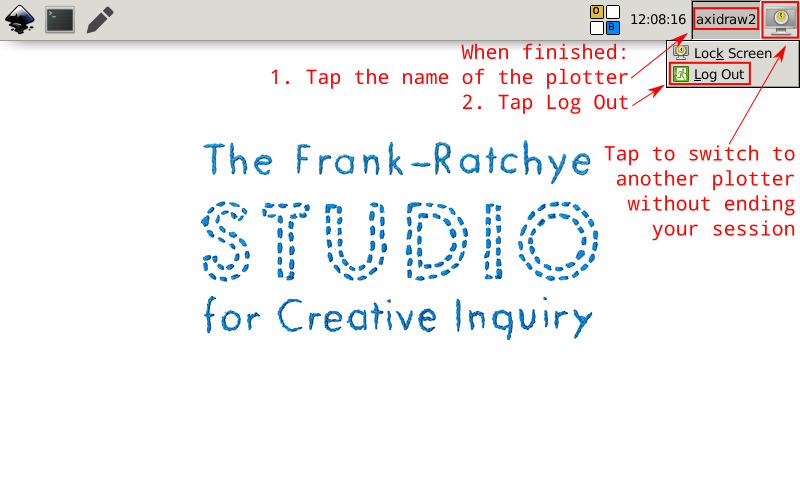 O
B
12:08:16
axidraw2
Lock Screen
Log Out
When finished:
1. Tap the name of the plotter
2. Tap Log Out
Tap to switch to
another plotter
without ending
your session
The Frank-Ratchye
STUDIO
for Creative Inquiry